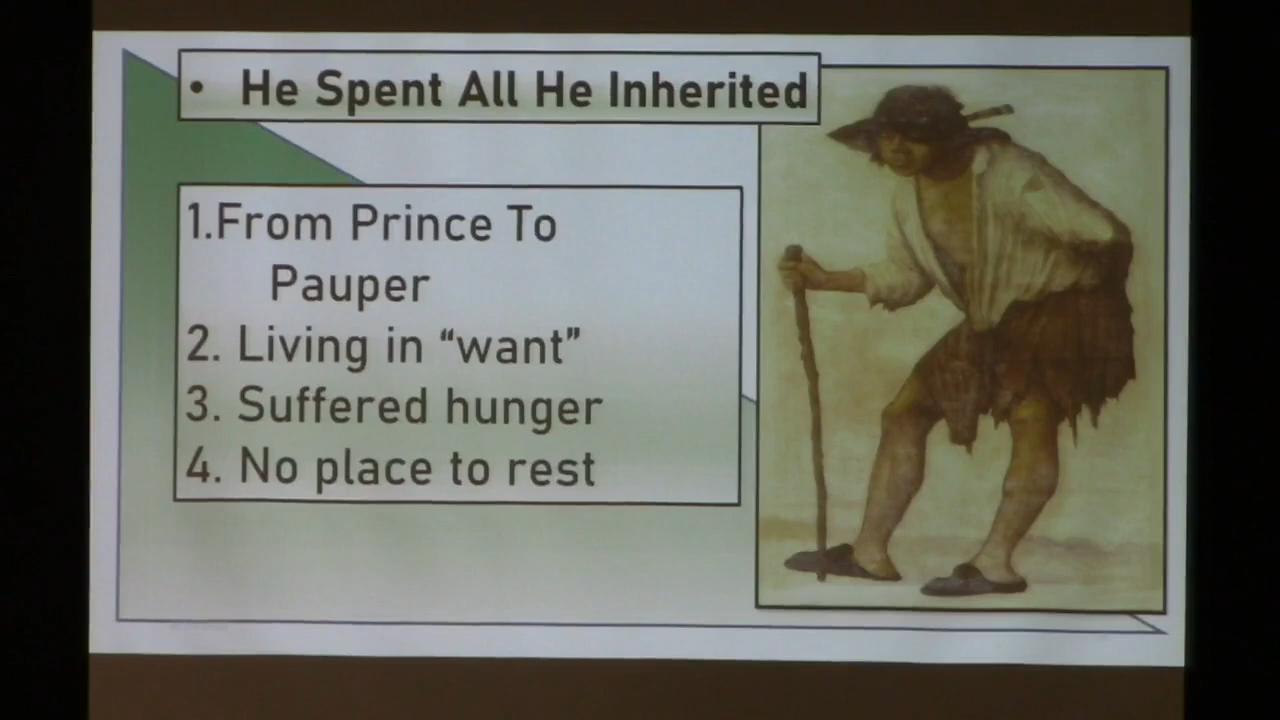 • He Spent All He Inherited
1.From Prince To
Pauper
2. Living in “want”
3. Suffered hunger
4. No place to rest